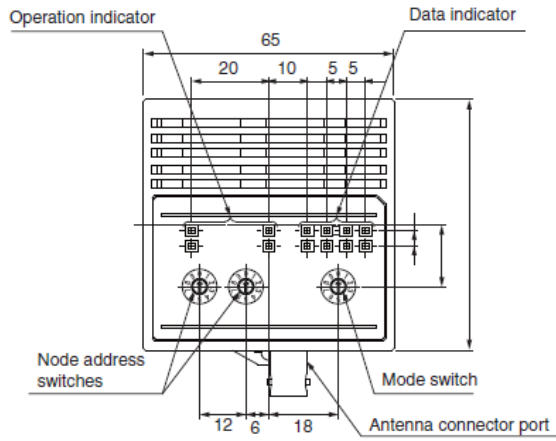 Operation indicator
Data indicator
65
20 10 5 5
Node address
switches
Mode switch
12 6 18
Antenna connector port